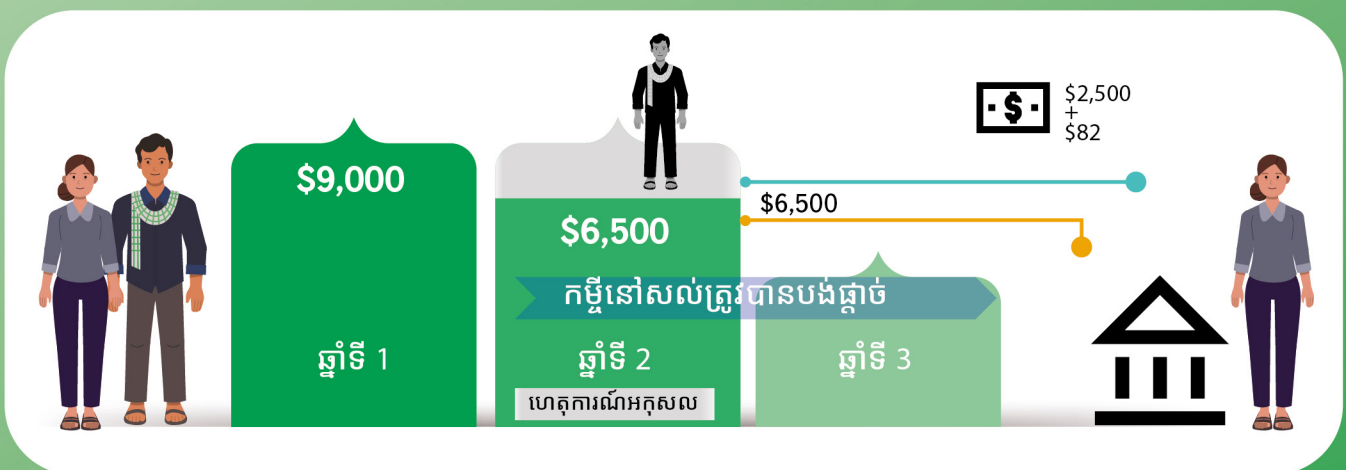 $9,000
ឆ្នាំទី 1
$6,500
កម្ចីនៅសល់ត្រូវបានបង់ផ្តាច់
ឆ្នាំទី 2
ហេតុការណ៍អកុសល
ឆ្នាំទី 3
$6,500
$2,500
+
$82